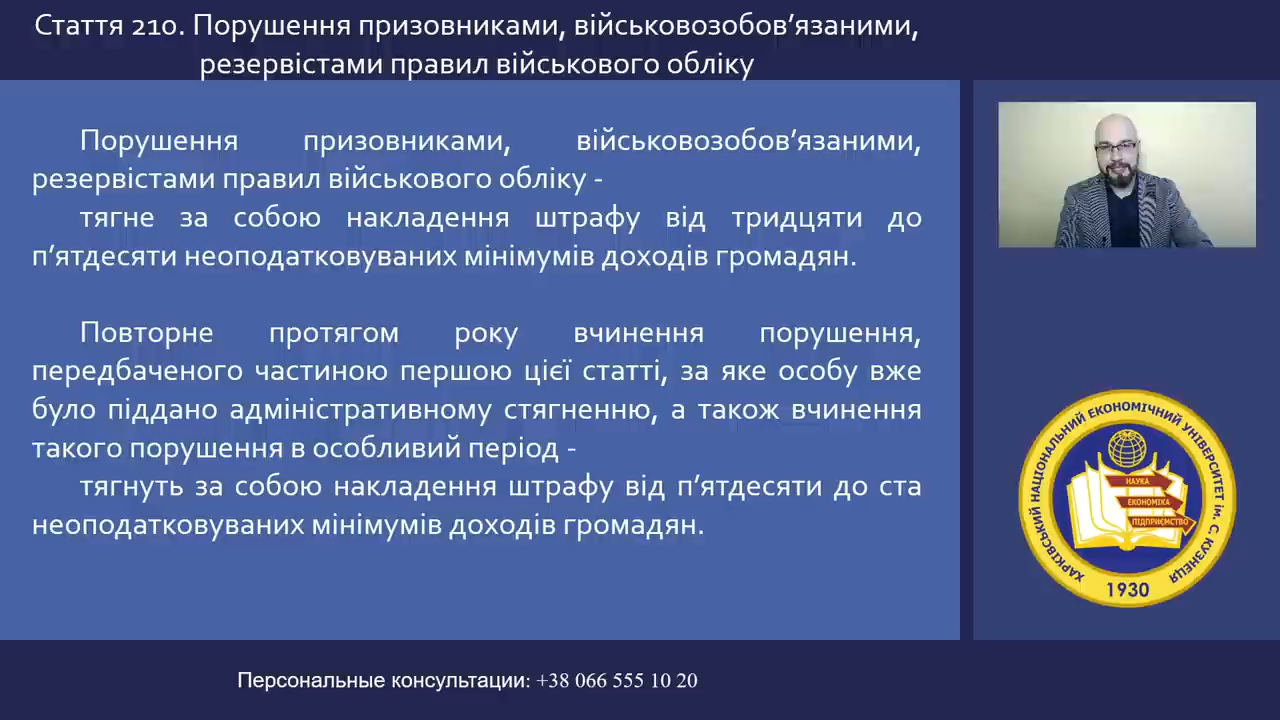 Стаття 210. Порушення призовниками, військовозобов’язаними,
резервістами правил військового обліку
Порушення призовниками, військовозобов’язаними,
резервістами правил військового обліку -
тягне за собою накладення штрафу від тридцяти до
п’ятдесяти неоподатковуваних мінімумів доходів громадян.
Повторне протягом року вчинення порушення,
передбаченого частиною першою цієї статті, за яке особу вже
було піддано адміністративному стягненню, а також вчинення
такого порушення в особливий період -
тягнуть за собою накладення штрафу від п’ятдесяти до ста
неоподатковуваних мінімумів доходів громадян.
ХАРКІВСЬКИЙ НАЦІОНАЛЬНИЙ ЕКОНОМІЧНИЙ УНІВЕРСИТЕТ ім. С. КУЗНЕЦЯ
НАУКА
ЕКОНОМІКА
ПІДПРИЄМСТВО
1930
Персональные консультации: +38 066 555 10 20